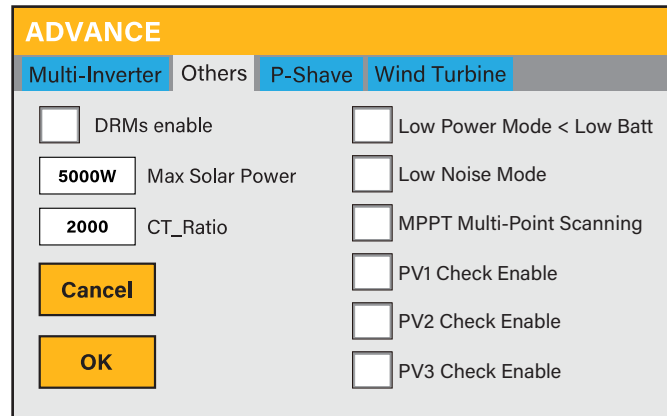 ADVANCE
Multi-Inverter Others P-Shave Wind Turbine
DRMs enable
5000W Max Solar Power
2000 CT_Ratio
Cancel
OK
Low Power Mode < Low Batt
Low Noise Mode
MPPT Multi-Point Scanning
PV1 Check Enable
PV2 Check Enable
PV3 Check Enable